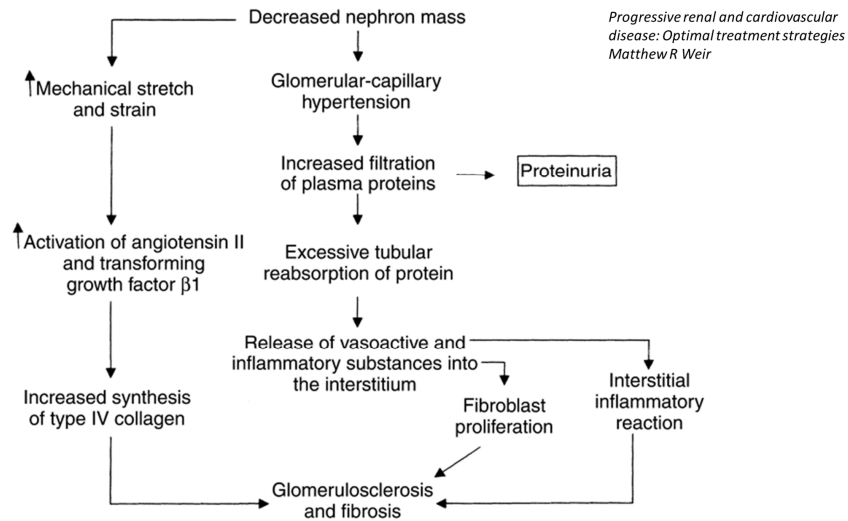 Decreased nephron mass
Progressive renal and cardiovascular
disease: Optimal treatment strategies
Matthew R Weir
Mechanical stretch
and strain
Glomerular-capillary
hypertension
Increased filtration
of plasma proteins
Proteinuria
Activation of angiotensin II
and transforming
growth factor β1
Excessive tubular
reabsorption of protein
Release of vasoactive and
inflammatory substances into
the interstitium
Increased synthesis
of type IV collagen
Fibroblast
proliferation
Interstitial
inflammatory
reaction
Glomerulosclerosis
and fibrosis